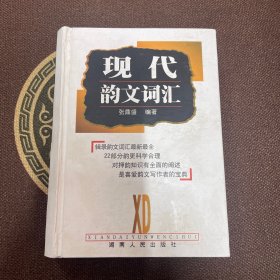 现代
韵文词汇
张鼎盛 编著
辑录韵文词汇最新最全
22部分韵更科学合理
对押韵知识有全面的阐述
是喜爱韵文写作者的宝典
XD
XIANDAIYUNWENCIHUI
湖南人民出版社